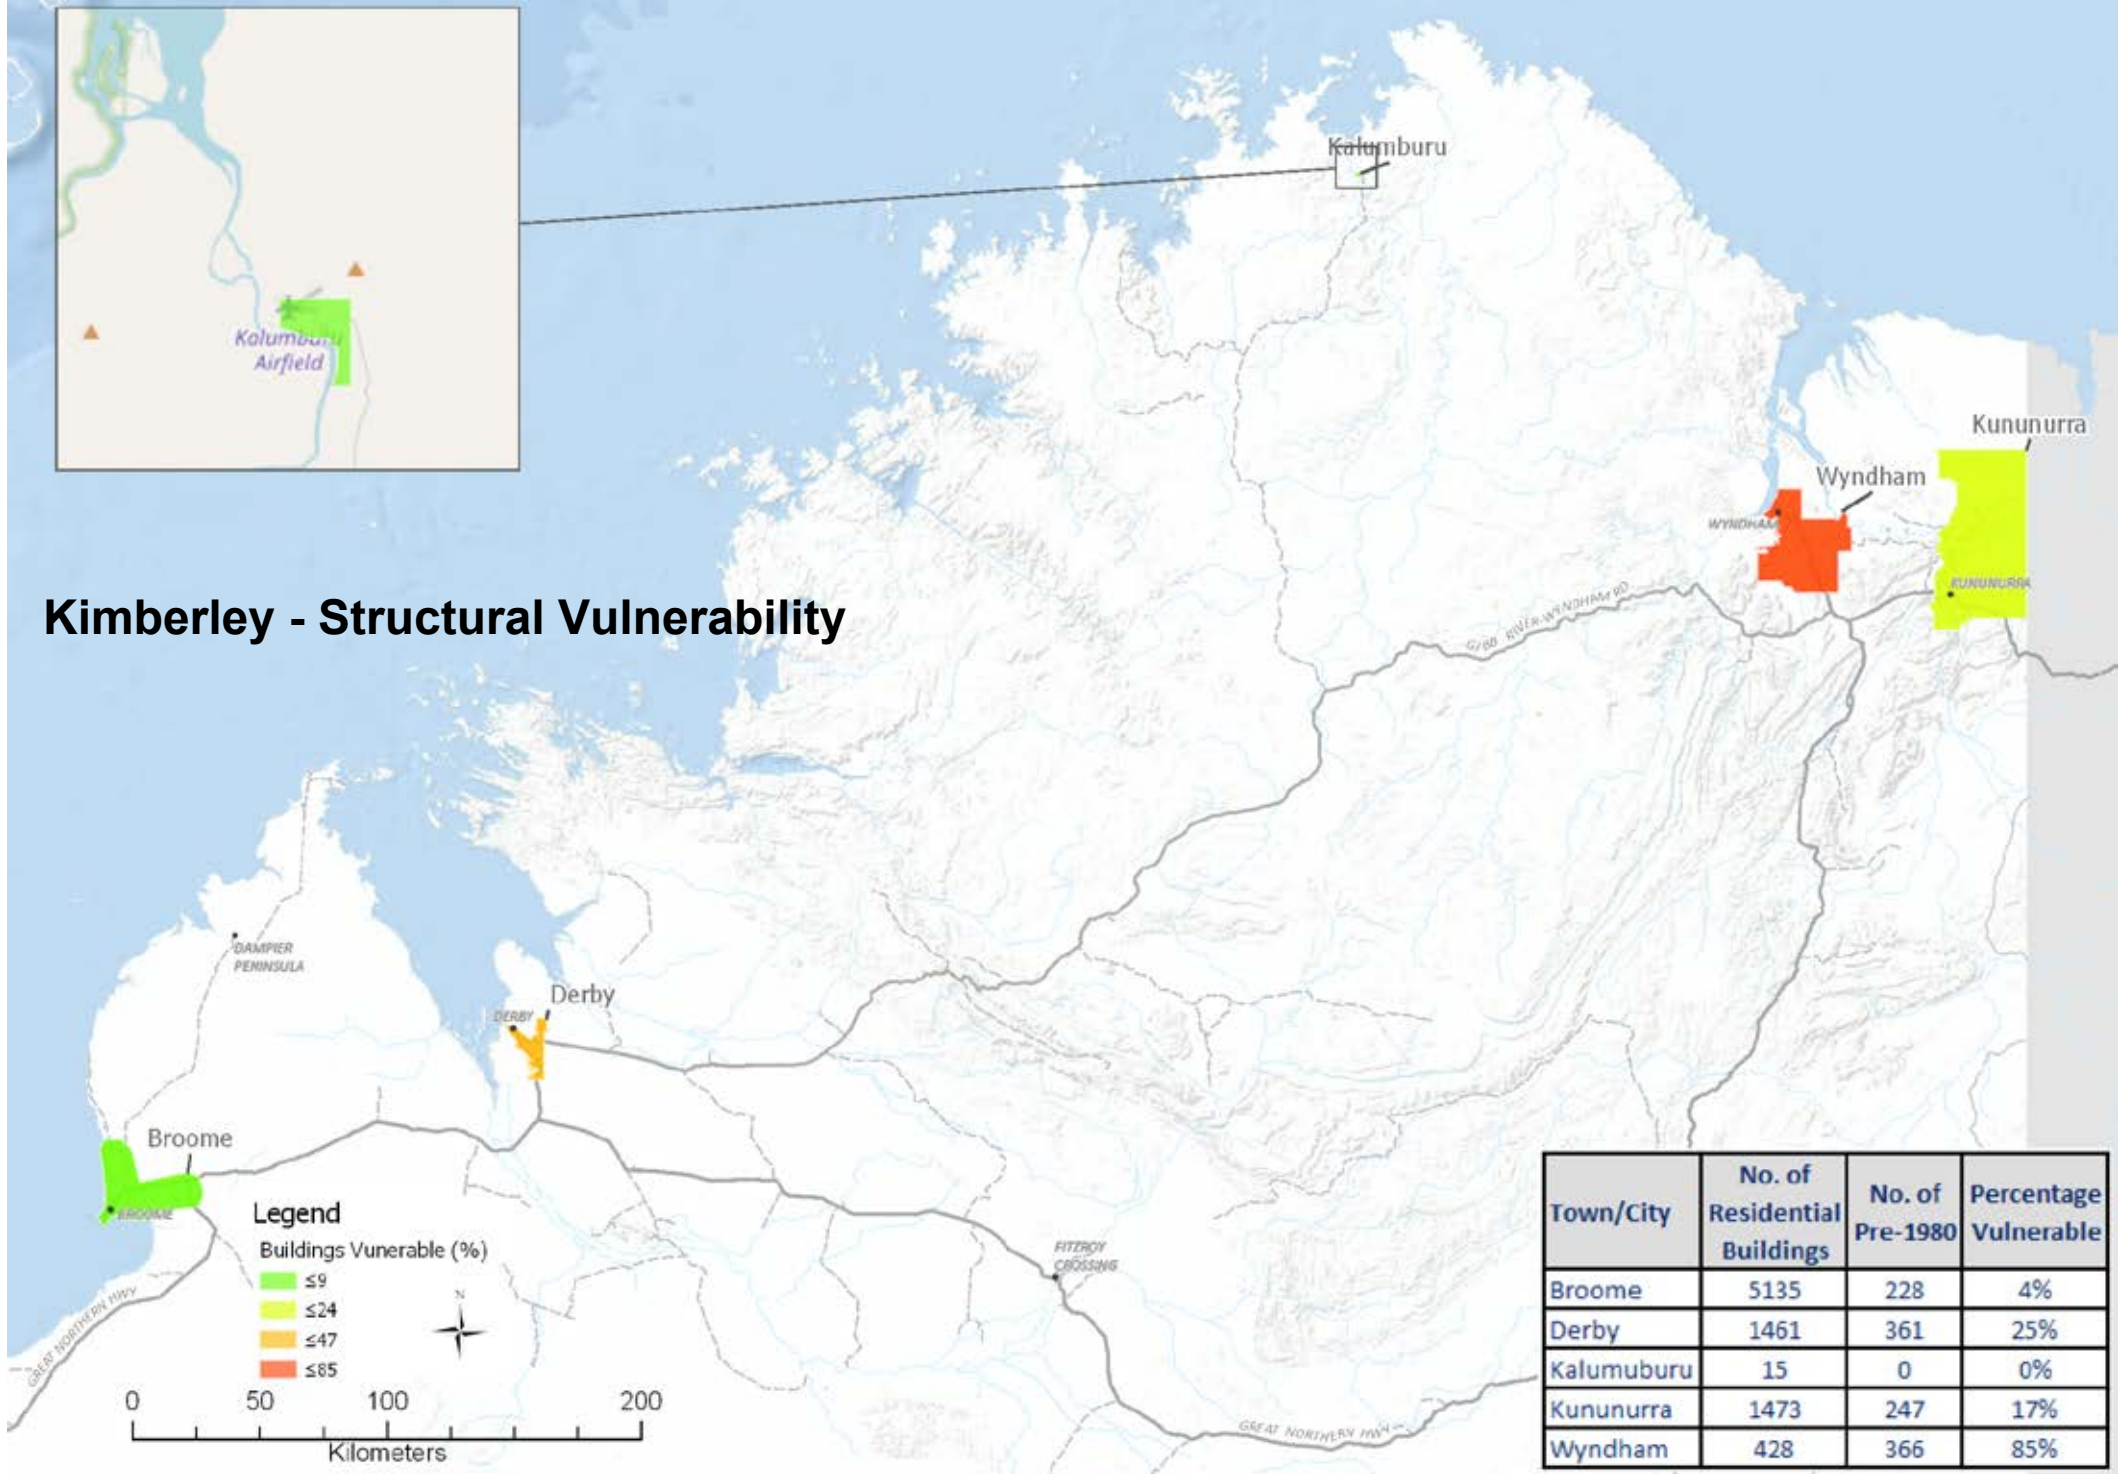 Kalumburu
Kalumburu
Airfield
Kununurra
Wyndham
WYNDHAM
KUNUNURRA
GIBB RIVER-WYNDHAM RD
Kimberley - Structural Vulnerability
DAMPIER
PENINSULA
Derby
DERBY
Broome
BROOME
FITZROY
CROSSING
GREAT NORTHERN HWY
GREAT NORTHERN HWY
Legend
Buildings Vunerable (%)
≤9
≤24
≤47
≤85
N
0 50 100 200
Kilometers
Town/City No. of Residential Buildings No. of Pre-1980 Percentage Vulnerable
Broome 5135 228 4%
Derby 1461 361 25%
Kalumuburu 15 0 0%
Kununurra 1473 247 17%
Wyndham 428 366 85%